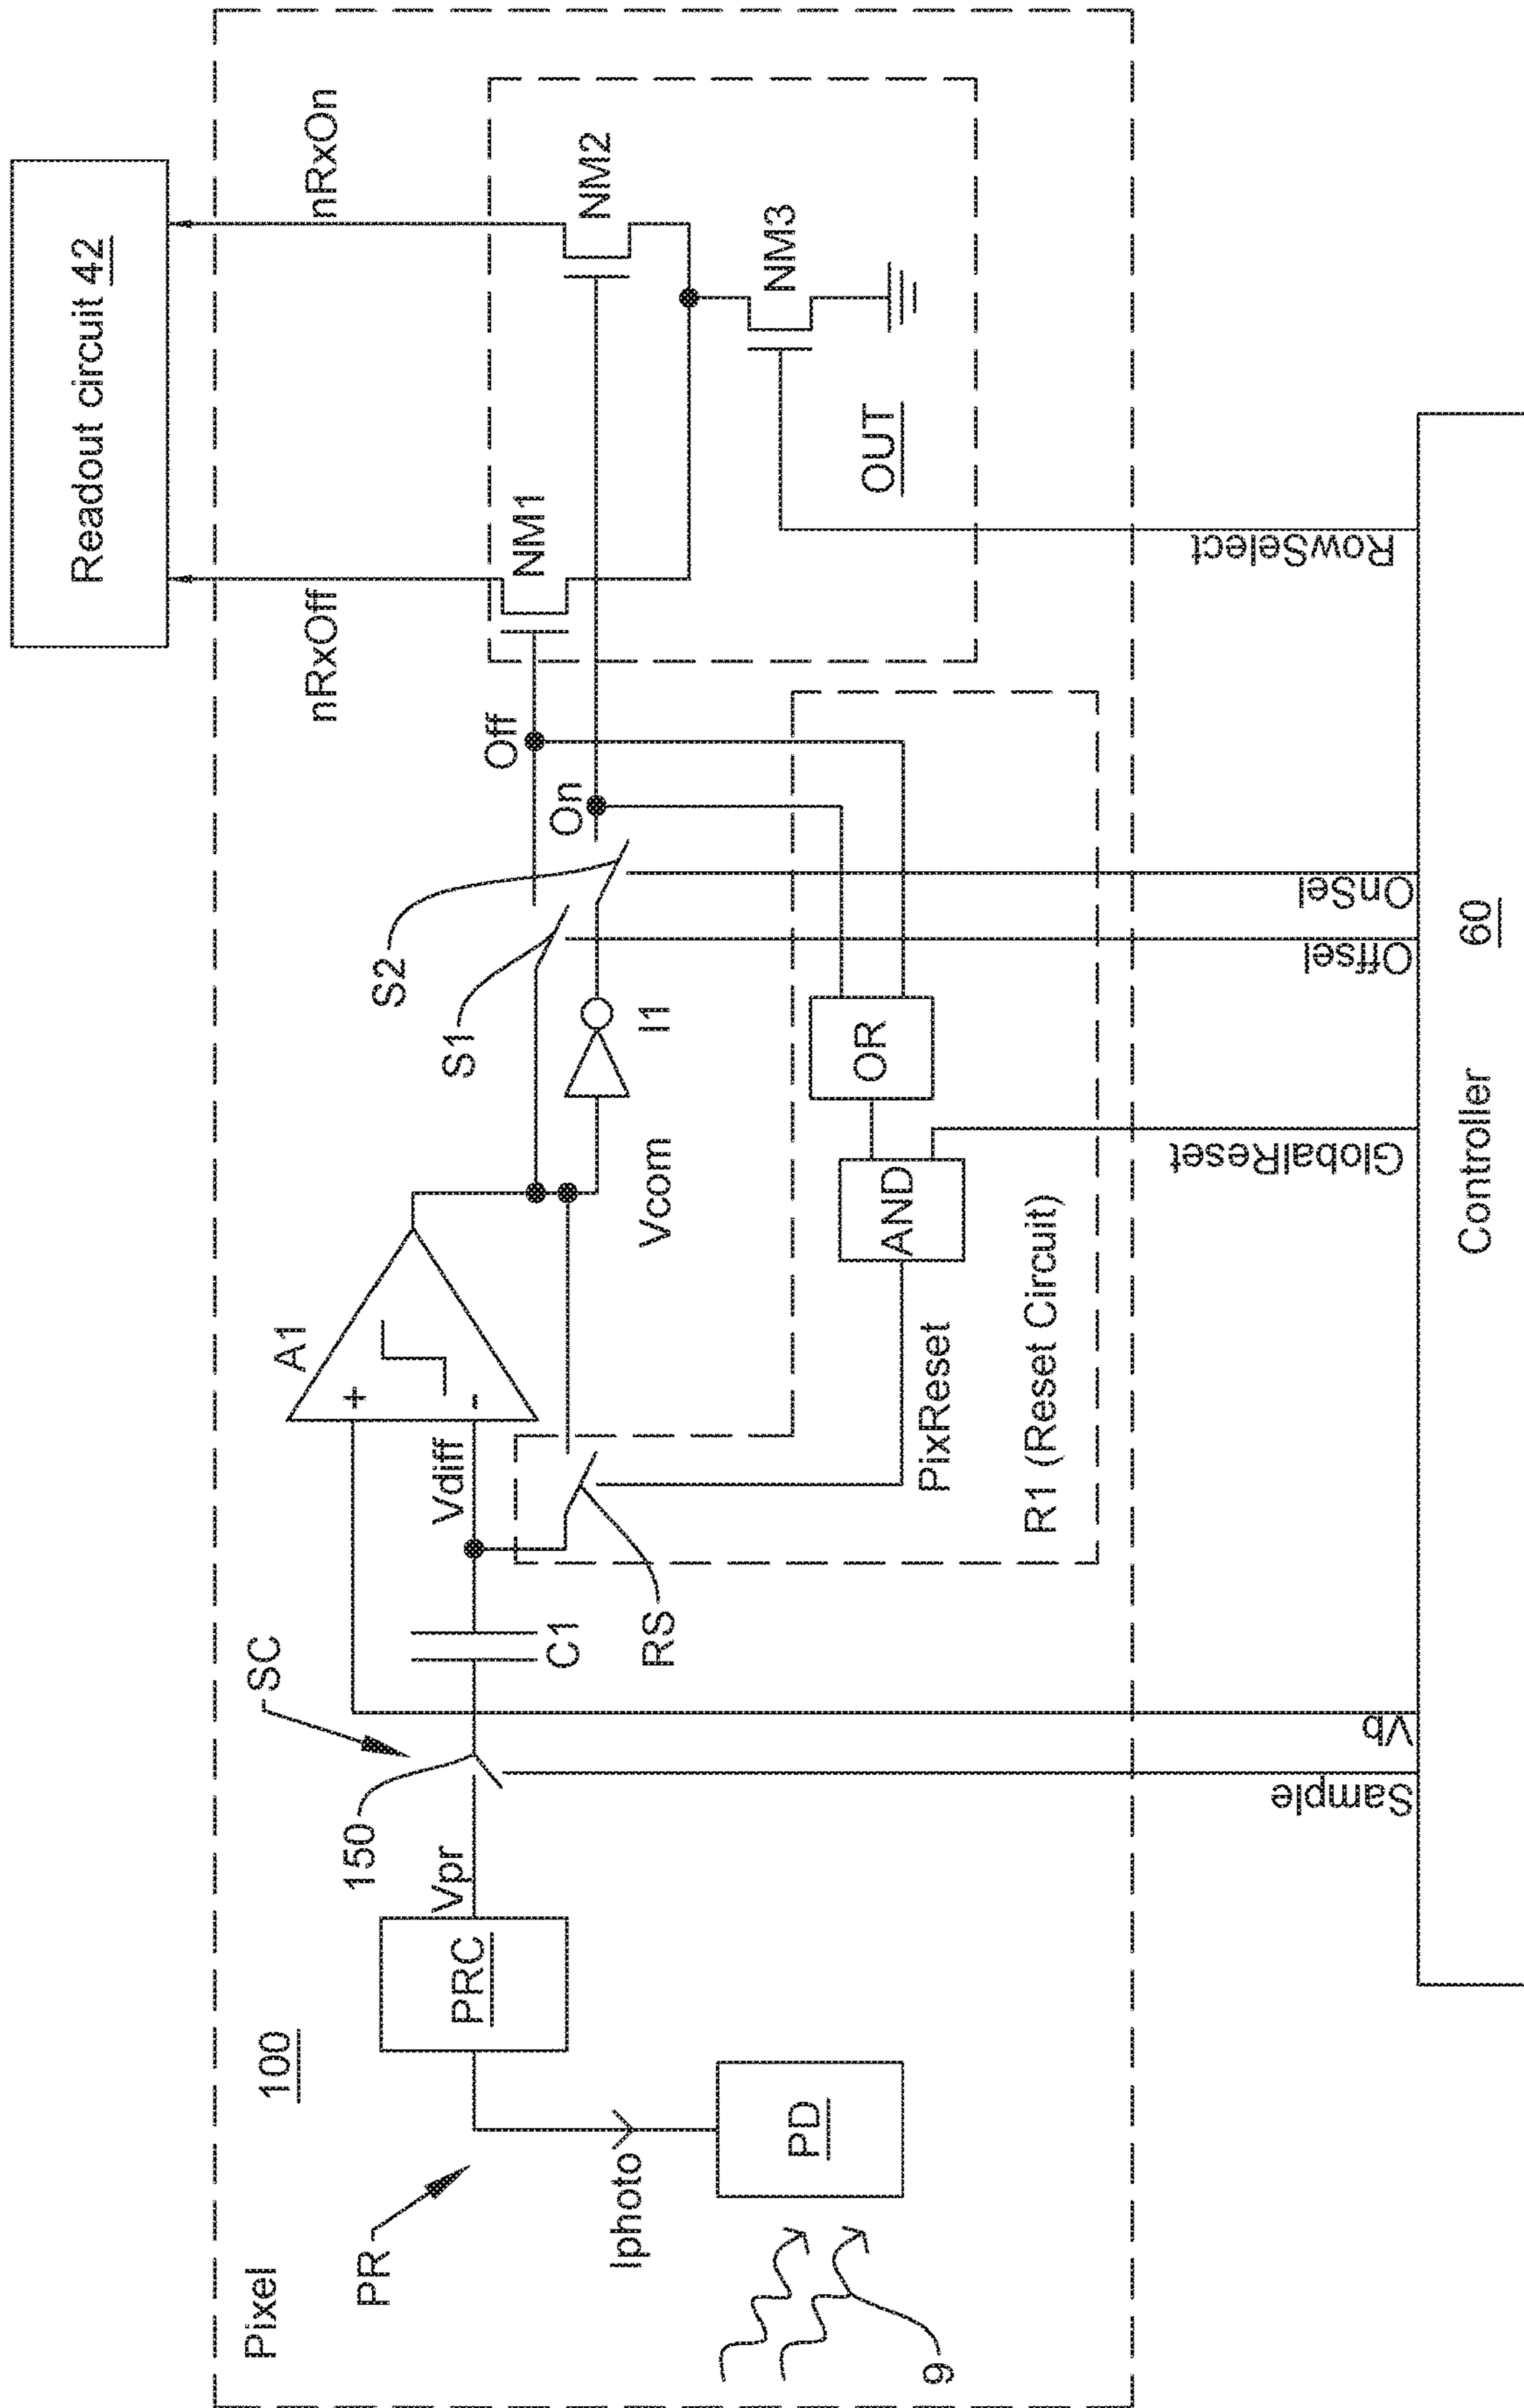 Pixel
100
PR
PRC
Vpr
150
SC
Iphoto
PD
9
C1
RS
Vdiff
A1
+
-
Vcom
I1
S1
S2
Off
On
nRxOff
nRxOn
Readout circuit 42
NM1
NM2
NM3
OUT
OR
AND
PixReset
R1 (Reset Circuit)
Sample
Vb
GlobalReset
Offsel
OnSel
RowSelect
Controller
60